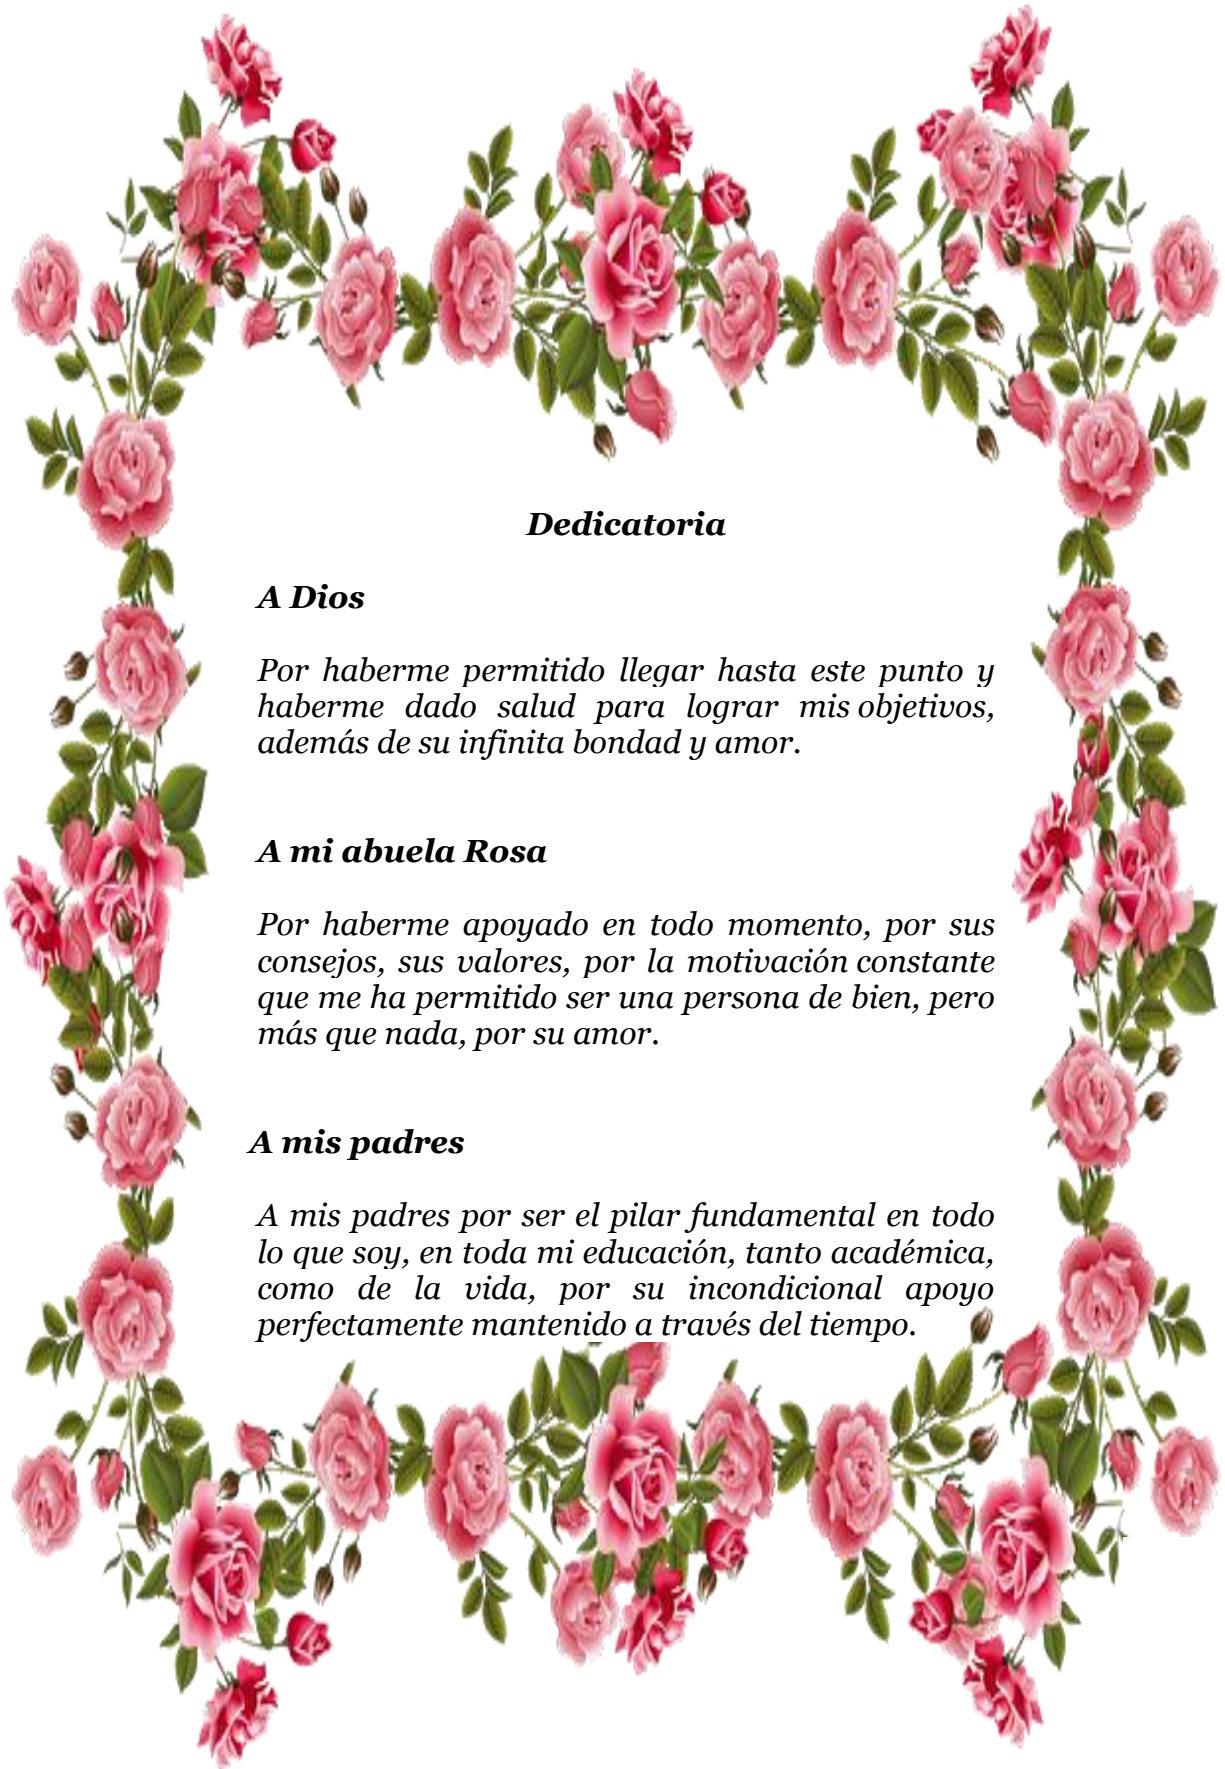 Dedicatoria
A Dios
Por haberme permitido llegar hasta este punto y
haberme dado salud para lograr mis objetivos,
además de su infinita bondad y amor.
A mi abuela Rosa
Por haberme apoyado en todo momento, por sus
consejos, sus valores, por la motivación constante
que me ha permitido ser una persona de bien, pero
más que nada, por su amor.
A mis padres
A mis padres por ser el pilar fundamental en todo
lo que soy, en toda mi educación, tanto académica,
como de la vida, por su incondicional apoyo
perfectamente mantenido a través del tiempo.